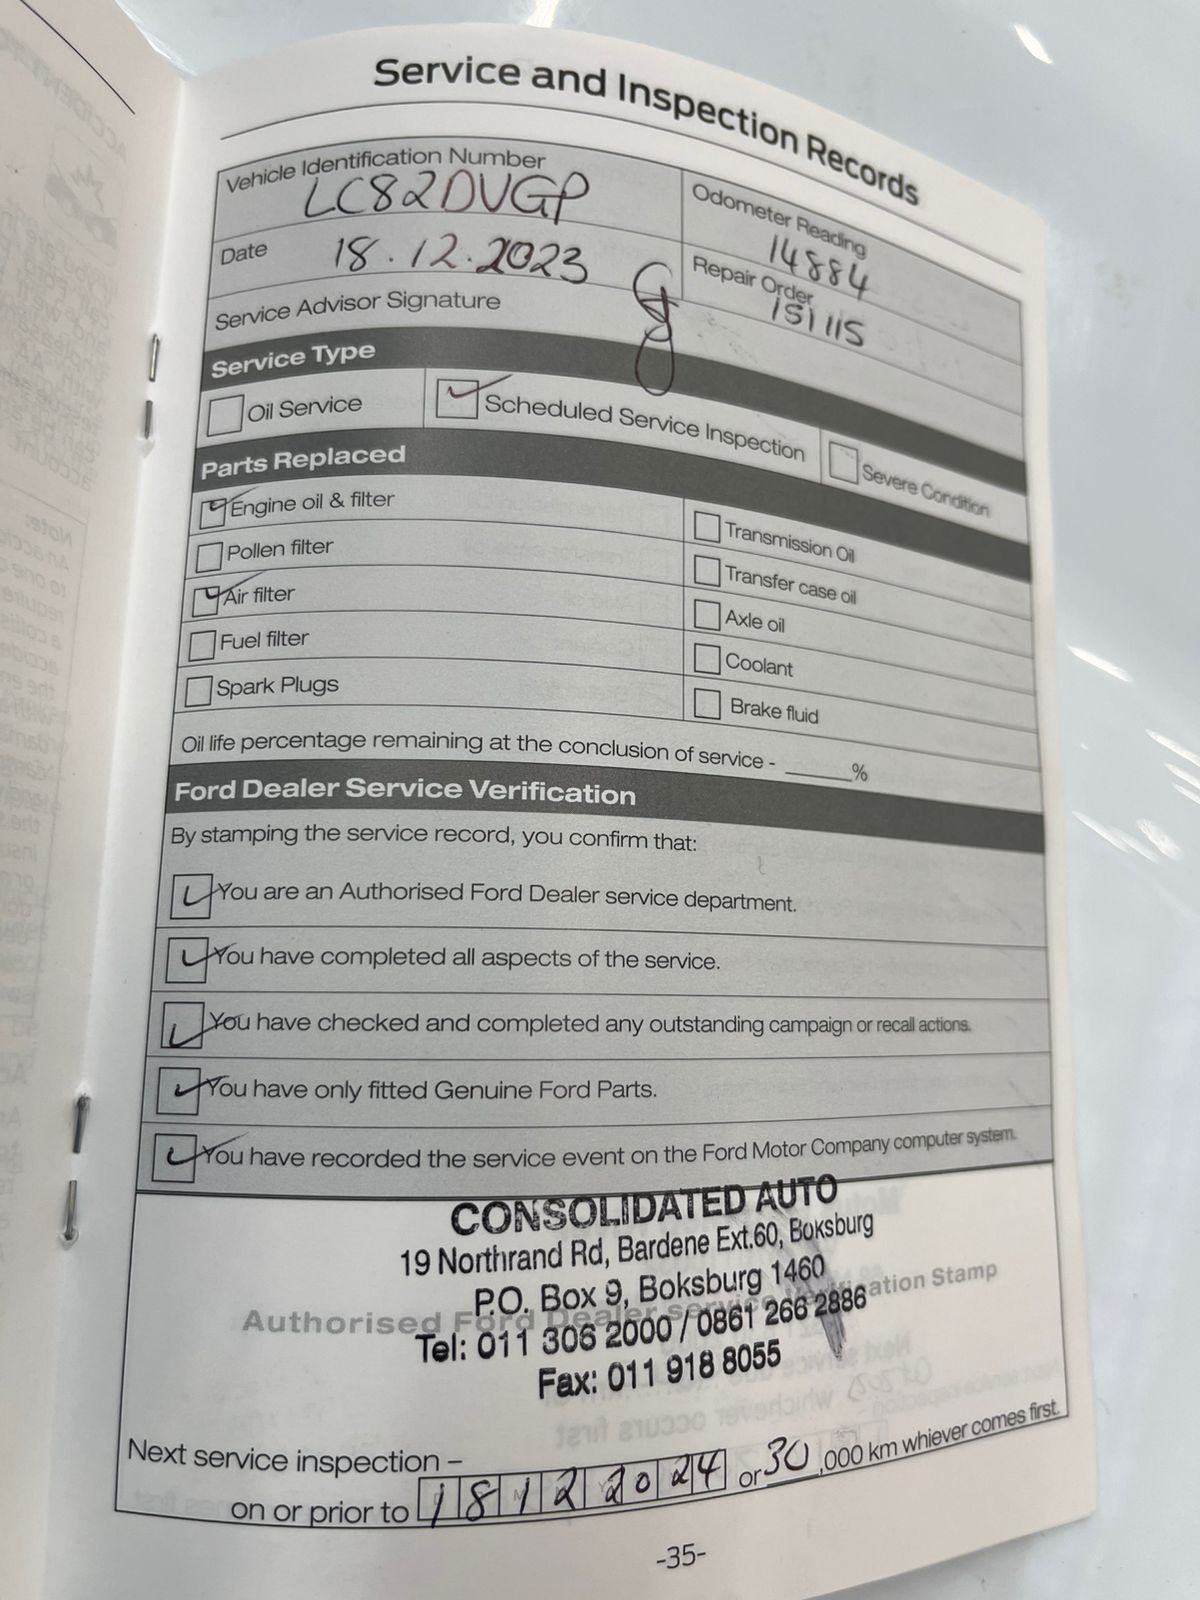 Service and Inspection Records
Vehicle Identification Number
LC82DVGP
Odometer Reading
14884
Date 18.12.2023
Repair Order
151115
Service Advisor Signature
Service Type
Oil Service
Scheduled Service Inspection
Severe Condition
Parts Replaced
Engine oil & filter
Transmission Oil
Pollen filter
Transfer case oil
Air filter
Axle oil
Fuel filter
Coolant
Spark Plugs
Brake fluid
Oil life percentage remaining at the conclusion of service - _____%
Ford Dealer Service Verification
By stamping the service record, you confirm that:
You are an Authorised Ford Dealer service department.
You have completed all aspects of the service.
You have checked and completed any outstanding campaign or recall actions.
You have only fitted Genuine Ford Parts.
You have recorded the service event on the Ford Motor Company computer system.
CONSOLIDATED AUTO
19 Northrand Rd, Bardene Ext.60, Boksburg
P.O. Box 9, Boksburg 1460
Authorised Ford Dealer service Verification Stamp
Tel: 011 306 2000 / 0861 266 2886
Fax: 011 918 8055
Next service inspection –
on or prior to 18 12 2024 or 30,000 km whiever comes first.
-35-